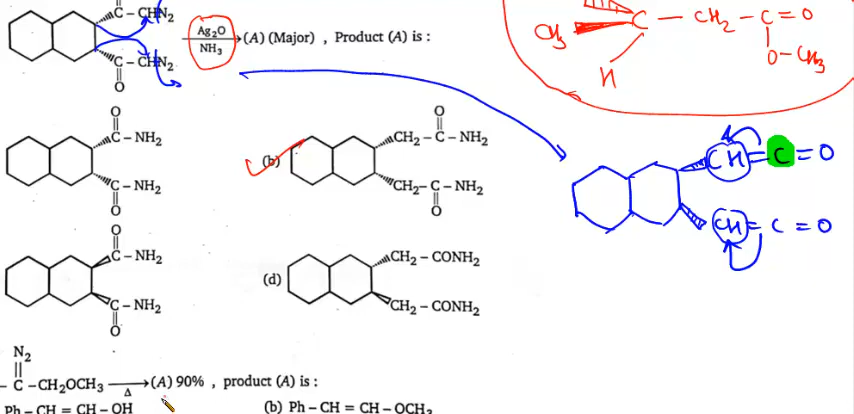 C – CHN2
Ag2O
NH3
(A) (Major) , Product (A) is :
C – CHN2
O
CH3
C – CH2 – C = O
H
O – CH3
O
C – NH2
C – NH2
O
(b)
O
CH2 – C – NH2
CH2 – C – NH2
O
CH = C = O
CH = C = O
O
C – NH2
C – NH2
O
(d)
CH2 – CONH2
CH2 – CONH2
N2
– C – CH2OCH3
Δ
(A) 90% , product (A) is :
Ph – CH = CH – OH
(b) Ph – CH = CH – OCH3